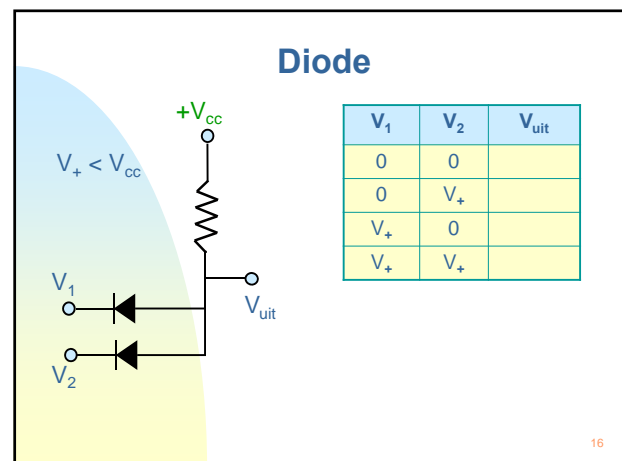 Diode
+Vcc
V+ < Vcc
V1
V2
Vuit
V1 V2 Vuit
0 0
0 V+
V+ 0
V+ V+
16